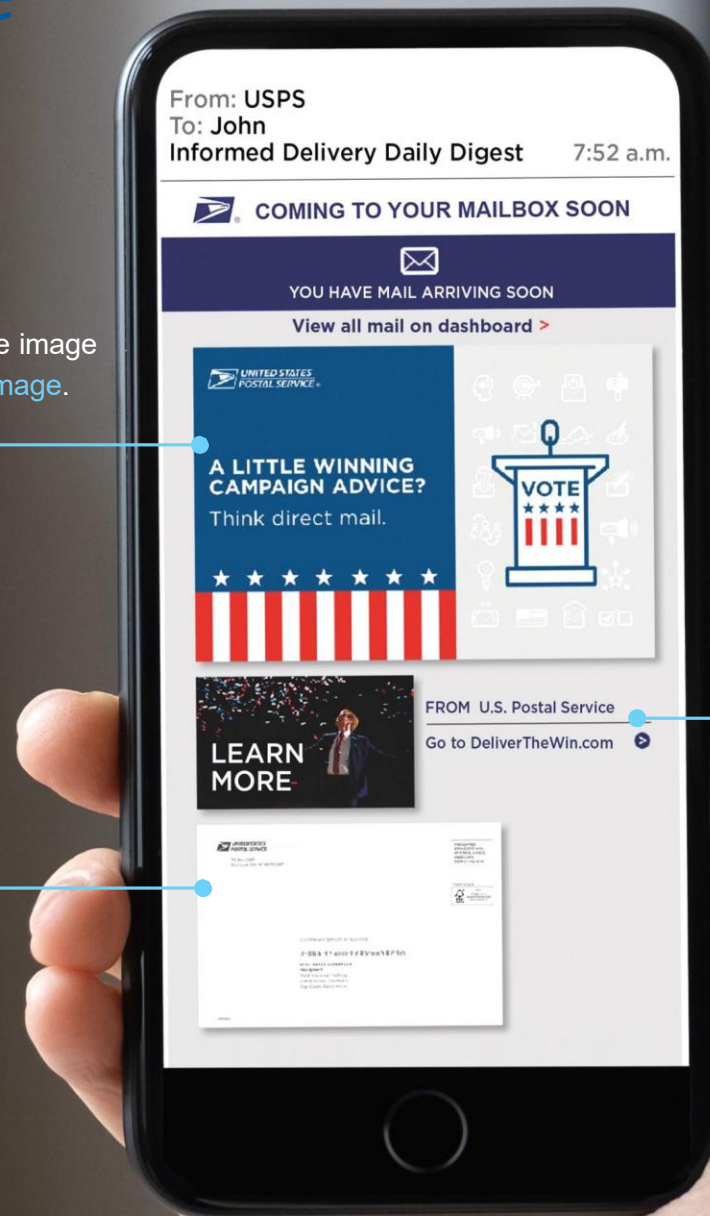 From: USPS
To: John
Informed Delivery Daily Digest 7:52 a.m.
COMING TO YOUR MAILBOX SOON
YOU HAVE MAIL ARRIVING SOON
View all mail on dashboard >
image
mage.
UNITED STATES
POSTAL SERVICE®
A LITTLE WINNING
CAMPAIGN ADVICE?
Think direct mail.
VOTE
LEARN
MORE
FROM U.S. Postal Service
Go to DeliverTheWin.com
UNITED STATES
POSTAL SERVICE